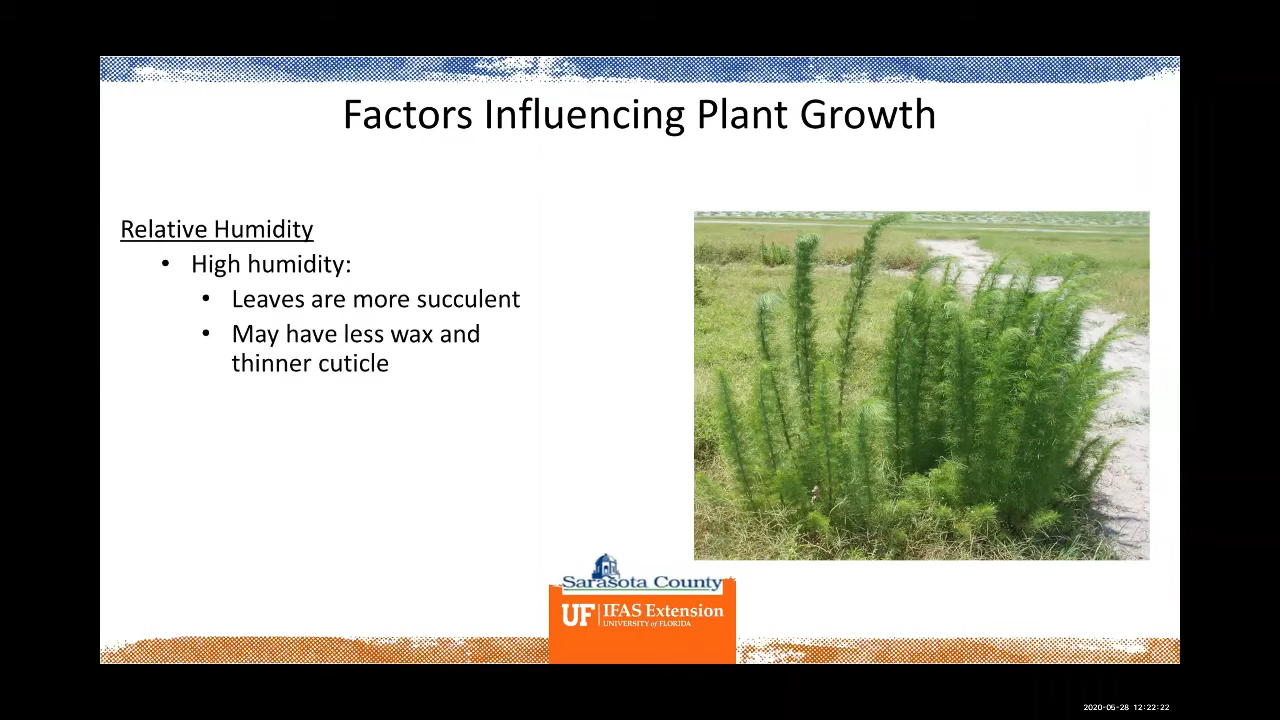 Factors Influencing Plant Growth
Relative Humidity
• High humidity:
• Leaves are more succulent
• May have less wax and
thinner cuticle
Sarasota County
UF | IFAS Extension
UNIVERSITY of FLORIDA
2020-05-28 12:22:22